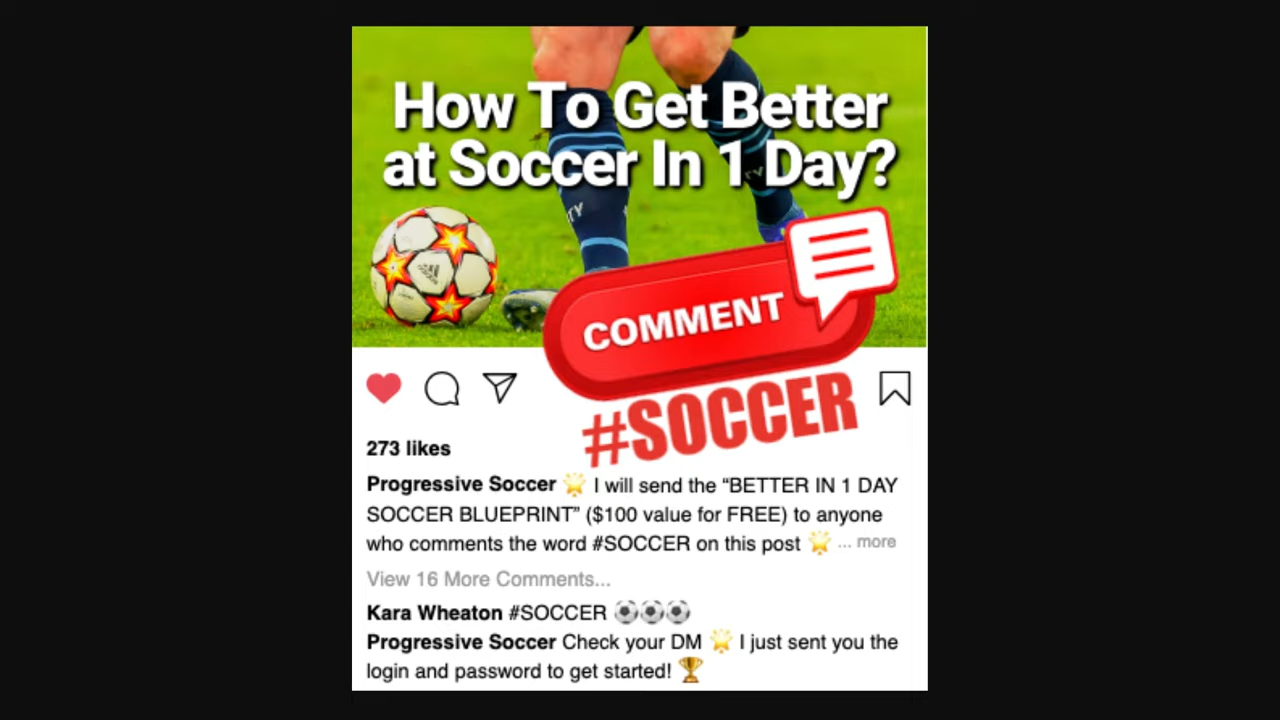 How To Get Better
at Soccer In 1 Day?
TY
COMMENT
#SOCCER
273 likes
Progressive Soccer 🌟 I will send the “BETTER IN 1 DAY
SOCCER BLUEPRINT” ($100 value for FREE) to anyone
who comments the word #SOCCER on this post 🌟 ... more
View 16 More Comments...
Kara Wheaton #SOCCER ⚽⚽⚽
Progressive Soccer Check your DM 🌟 I just sent you the
login and password to get started! 🏆